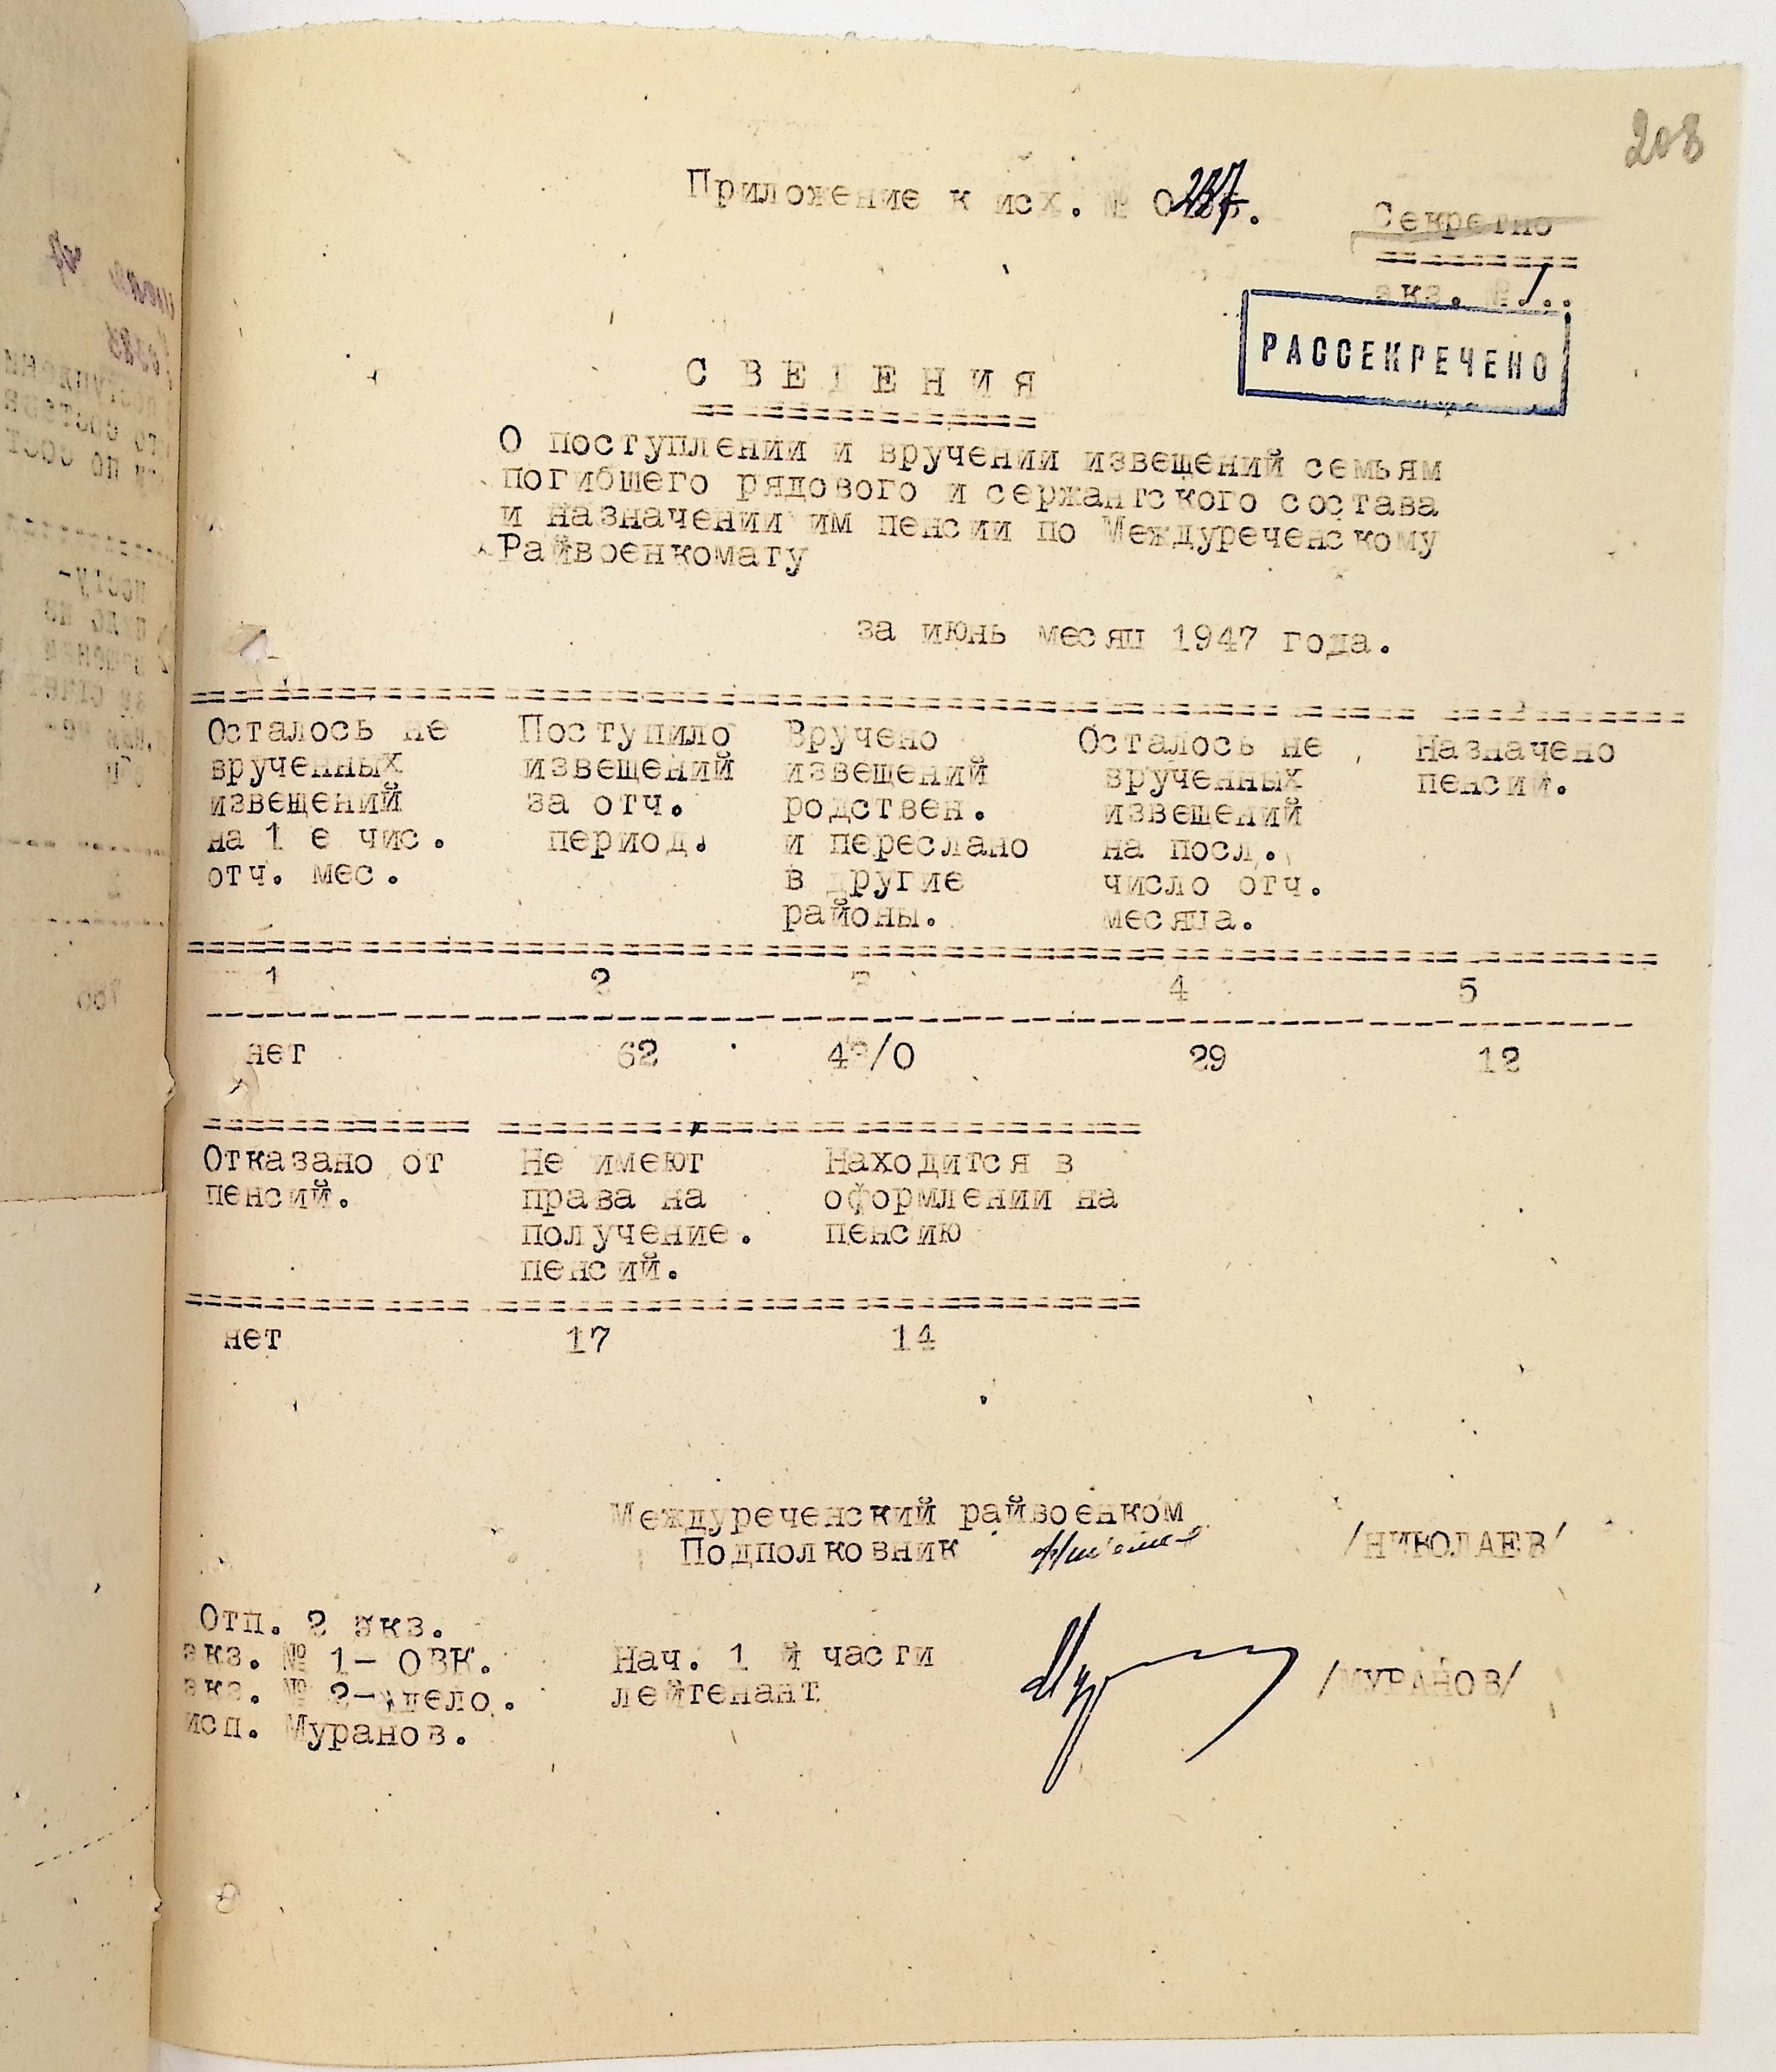 208
Приложение к исх. № 0237.
Секретно
экз. № 1..
РАССЕКРЕЧЕНО
СВЕДЕНИЯ
О поступлении и вручении извещений семьям
погибшего рядового и сержантского состава
и назначении им пенсии по Междуреченскому
Райвоенкомату
за июнь месяц 1947 года.
Осталось не врученных извещений на 1 е чис. отч. мес.
Поступило извещений за отч. период.
Вручено извещений родствен. и переслано в другие районы.
Осталось не врученных извещений на посл. число отч. месяца.
Назначено пенсий.
1 2 3 4 5
нет 62 /0 29 12
Отказано от пенсий.
Не имеют права на получение. пенсий.
Находится в оформлении на пенсию
нет 17 14
Междуреченский райвоенком
Подполковник /НИКОЛАЕВ/
Отп. 2 экз.
экз. № 1- ОВК.
экз. № 2- дело.
исп. Муранов.
Нач. 1 й части
лейтенант /МУРАНОВ/